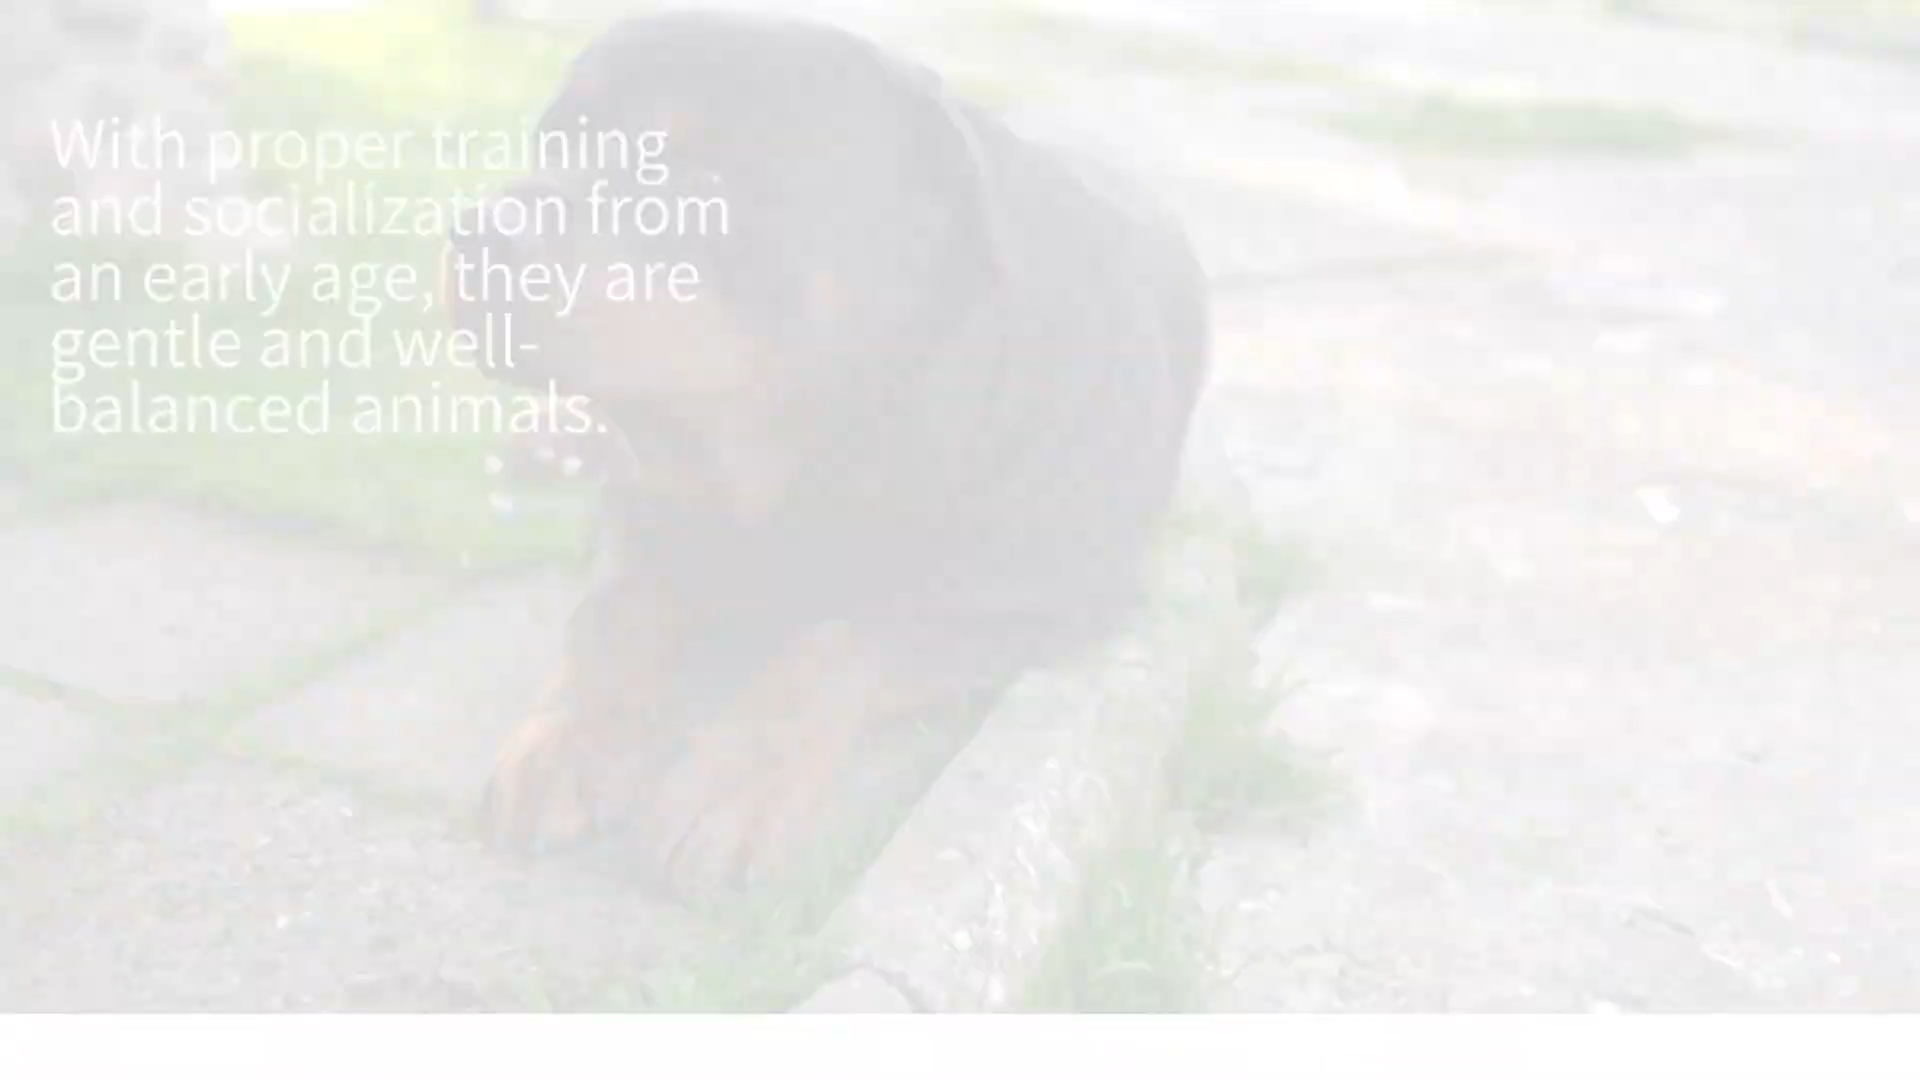 With proper training
and socialization from
an early age, they are
gentle and well-
balanced animals.